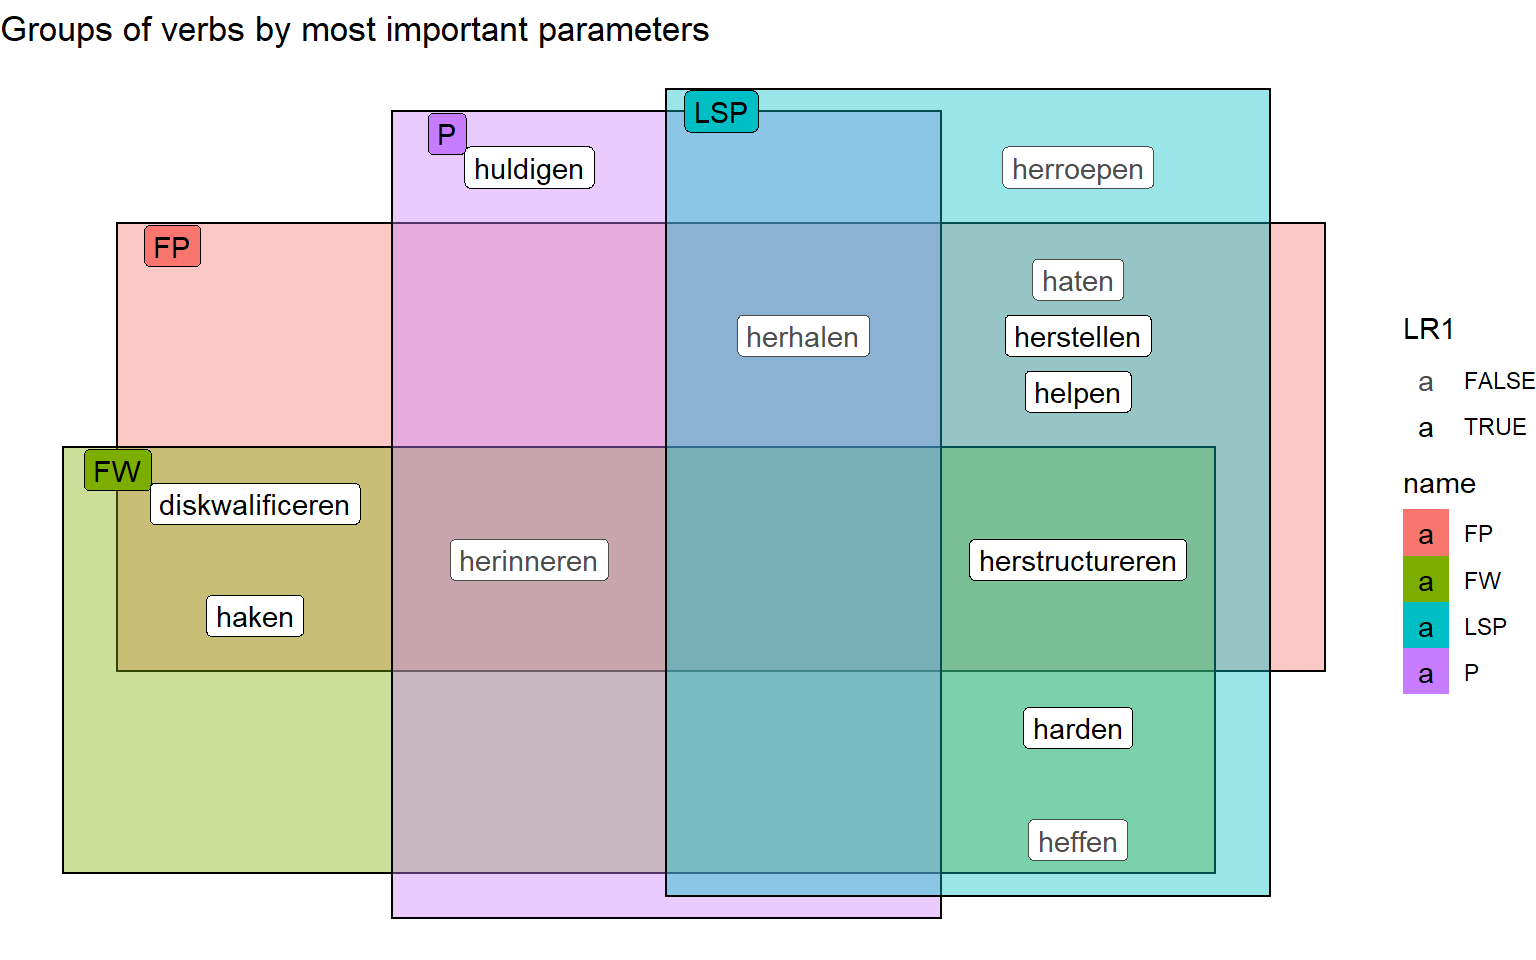 Groups of verbs by most important parameters
LSP
P
huldigen
herroepen
FP
haten
herhalen
herstellen
helpen
FW
diskwalificeren
herinneren
herstructureren
haken
harden
heffen
LR1
a FALSE
a TRUE
name
a FP
a FW
a LSP
a P